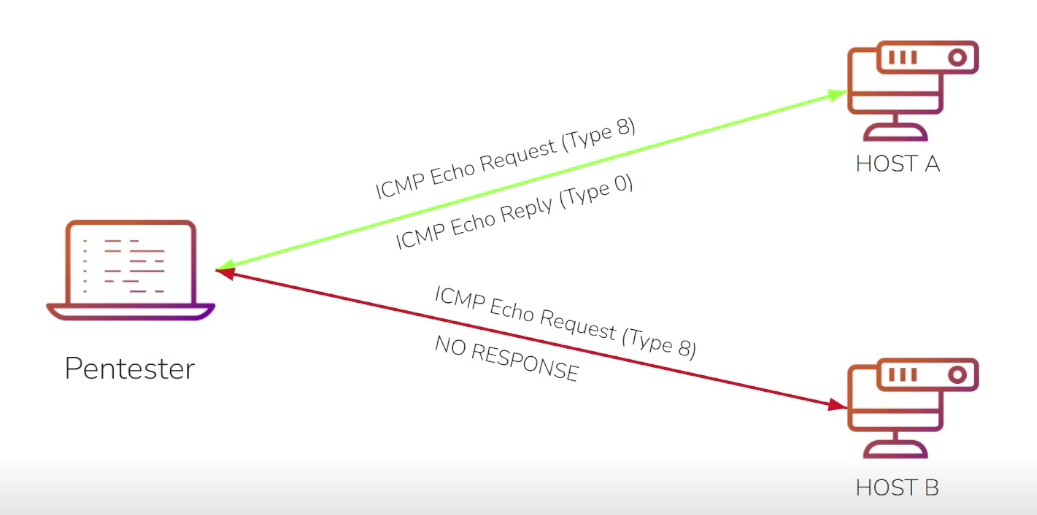 ICMP Echo Request (Type 8)
HOST A
ICMP Echo Reply (Type 0)
ICMP Echo Request (Type 8)
NO RESPONSE
Pentester
HOST B